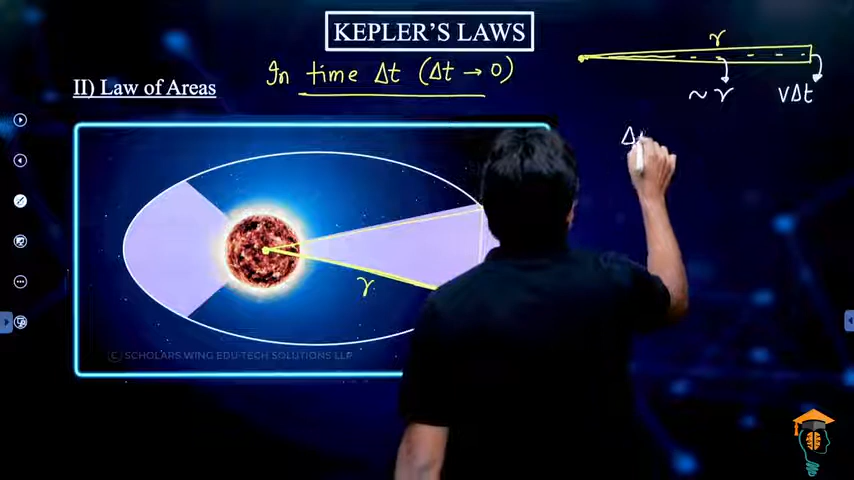 KEPLER'S LAWS
In time Δt (Δt → 0)
II) Law of Areas
r
~ r
VΔt
Δ
r
© SCHOLARS WING EDU-TECH SOLUTIONS LLP